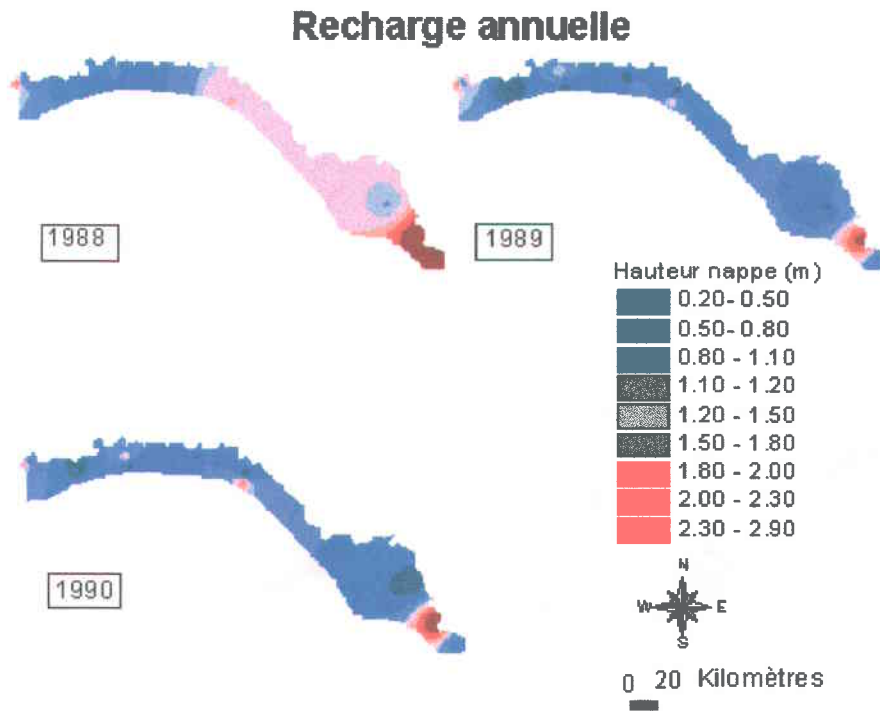 Recharge annuelle
1988
1989
Hauteur nappe (m)
0.20- 0.50
0.50- 0.80
0.80 - 1.10
1.10 - 1.20
1.20 - 1.50
1.50 - 1.80
1.80 - 2.00
2.00 - 2.30
2.30 - 2.90
1990
N
W E
S
0 20 Kilomètres